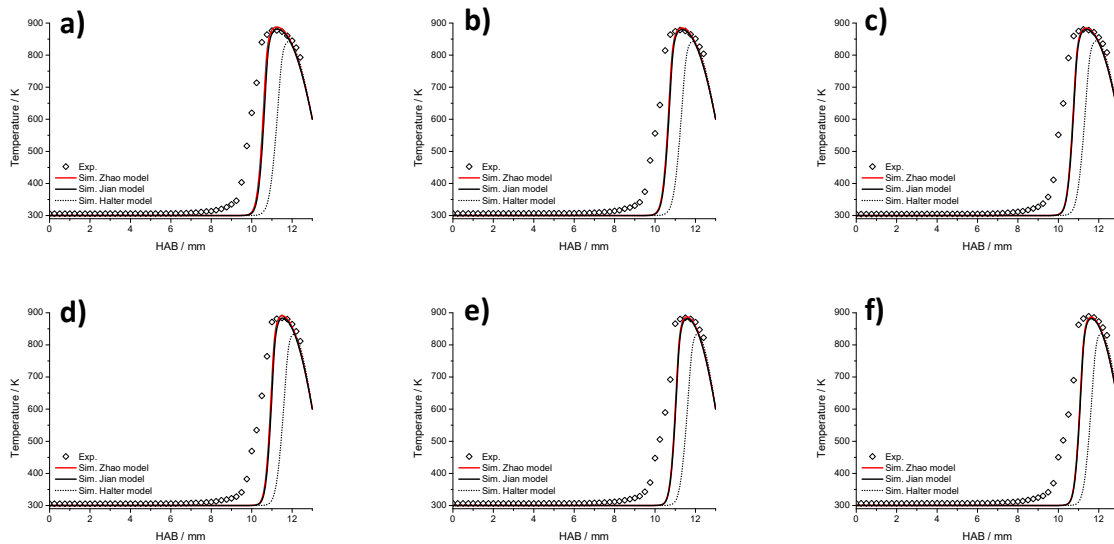 a)
900
800
700
600
500
400
300
Temperature / K
Exp.
Sim. Zhao model
Sim. Jian model
Sim. Halter model
0 2 4 6 8 10 12
HAB / mm
b)
900
800
700
600
500
400
300
Temperature / K
Exp.
Sim. Zhao model
Sim. Jian model
Sim. Halter model
0 2 4 6 8 10 12
HAB / mm
c)
900
800
700
600
500
400
300
Temperature / K
Exp.
Sim. Zhao model
Sim. Jian model
Sim. Halter model
0 2 4 6 8 10 12
HAB / mm
d)
900
800
700
600
500
400
300
Temperature / K
Exp.
Sim. Zhao model
Sim. Jian model
Sim. Halter model
0 2 4 6 8 10 12
HAB / mm
e)
900
800
700
600
500
400
300
Temperature / K
Exp.
Sim. Zhao model
Sim. Jian model
Sim. Halter model
0 2 4 6 8 10 12
HAB / mm
f)
900
800
700
600
500
400
300
Temperature / K
Exp.
Sim. Zhao model
Sim. Jian model
Sim. Halter model
0 2 4 6 8 10 12
HAB / mm